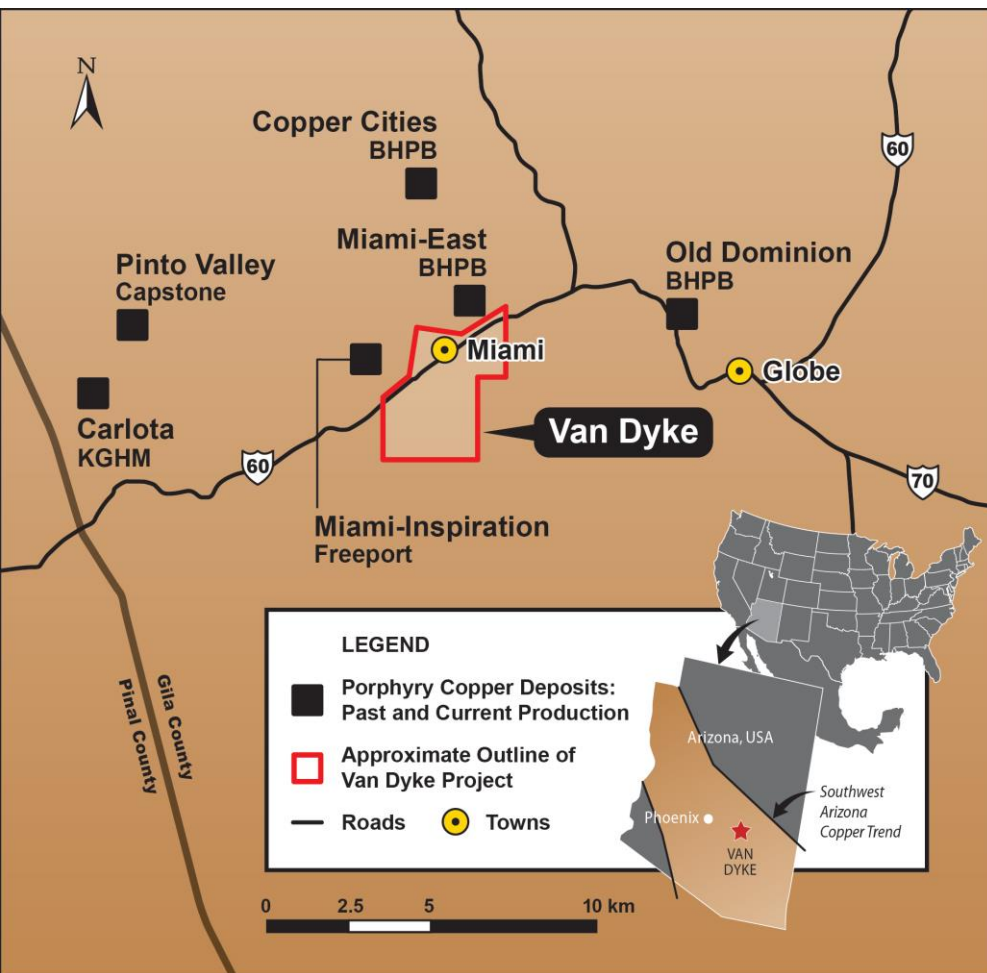 N
Copper Cities
BHPB
60
Miami-East
BHPB
Old Dominion
BHPB
Pinto Valley
Capstone
Miami
Globe
Carlota
KGHM
Van Dyke
60
70
Miami-Inspiration
Freeport
Gila County
Pinal County
LEGEND
Porphyry Copper Deposits:
Past and Current Production
Approximate Outline of
Van Dyke Project
Roads
Towns
Arizona, USA
Southwest
Arizona
Copper Trend
Phoenix
VAN
DYKE
0 2.5 5 10 km